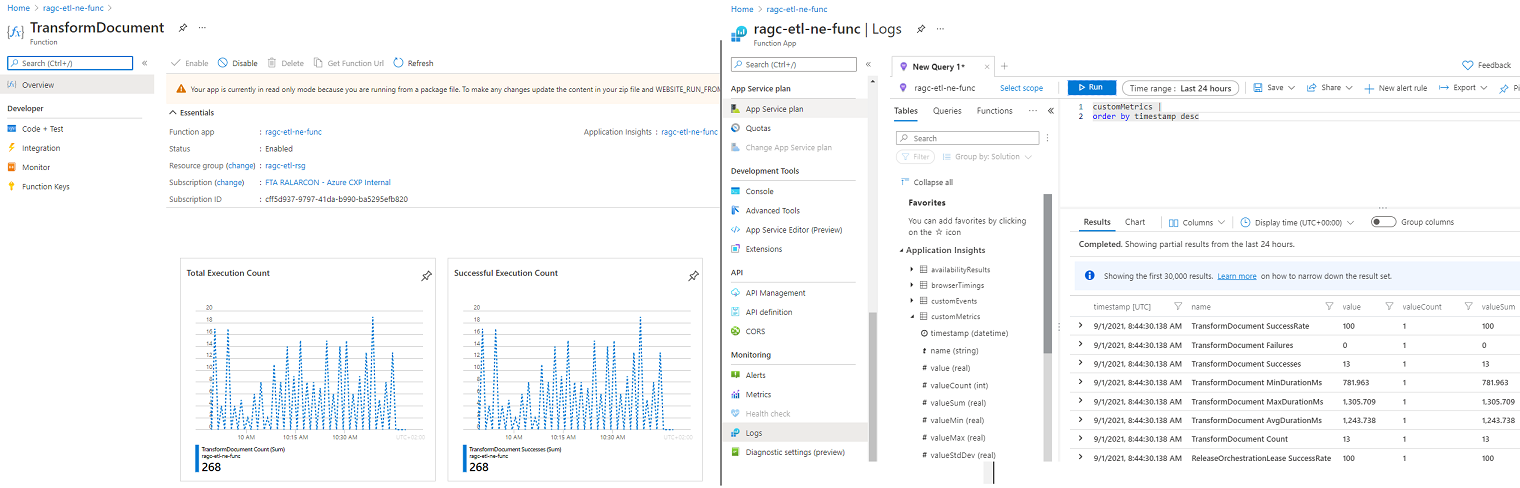 Home > ragc-etl-ne-func >
TransformDocument
Function
Search (Ctrl+/)
Overview
Developer
Code + Test
Integration
Monitor
Function Keys
Enable Disable Delete Get Function Url Refresh
Your app is currently in read only mode because you are running from a package file. To make any changes update the content in your zip file and WEBSITE_RUN_FROM
Essentials
Function app : ragc-etl-ne-func
Application Insights : ragc-etl-ne-func
Status : Enabled
Resource group (change) : ragc-etl-rsg
Subscription (change) : FTA RALARCON - Azure CXP Internal
Subscription ID : cff5d937-9797-41da-b990-ba5295efb820
Total Execution Count
20
18
16
14
12
10
8
6
4
2
0
10 AM 10:15 AM 10:30 AM UTC+02:00
TransformDocument Count (Sum)
ragc-etl-ne-func
268
Successful Execution Count
20
18
16
14
12
10
8
6
4
2
0
10 AM 10:15 AM 10:30 AM UTC+02:00
TransformDocument Successes (Sum)
ragc-etl-ne-func
268
Home > ragc-etl-ne-func
ragc-etl-ne-func | Logs
Function App
Search (Ctrl+/)
App Service plan
App Service plan
Quotas
Change App Service plan
Development Tools
Console
Advanced Tools
App Service Editor (Preview)
Extensions
API
API Management
API definition
CORS
Monitoring
Alerts
Metrics
Health check
Logs
Diagnostic settings (preview)
New Query 1*
Feedback
ragc-etl-ne-func Select scope
Run Time range : Last 24 hours Save Share New alert rule Export Pi
Tables Queries Functions
Search
Filter Group by: Solution
Collapse all
Favorites
You can add favorites by clicking
on the ☆ icon
Application Insights
availabilityResults
browserTimings
customEvents
customMetrics
timestamp (datetime)
t name (string)
# value (real)
# valueCount (int)
# valueSum (real)
# valueMin (real)
# valueMax (real)
# valueStdDev (real)
1 customMetrics |
2 order by timestamp desc
Results Chart Columns Display time (UTC+00:00) Group columns
Completed. Showing partial results from the last 24 hours.
Showing the first 30,000 results. Learn more on how to narrow down the result set.
timestamp [UTC] name value valueCount valueSum
9/1/2021, 8:44:30.138 AM TransformDocument SuccessRate 100 1 100
9/1/2021, 8:44:30.138 AM TransformDocument Failures 0 1 0
9/1/2021, 8:44:30.138 AM TransformDocument Successes 13 1 13
9/1/2021, 8:44:30.138 AM TransformDocument MinDurationMs 781.963 1 781.963
9/1/2021, 8:44:30.138 AM TransformDocument MaxDurationMs 1,305.709 1 1,305.709
9/1/2021, 8:44:30.138 AM TransformDocument AvgDurationMs 1,243.738 1 1,243.738
9/1/2021, 8:44:30.138 AM TransformDocument Count 13 1 13
9/1/2021, 8:44:30.138 AM ReleaseOrchestrationLease SuccessRate 100 1 100